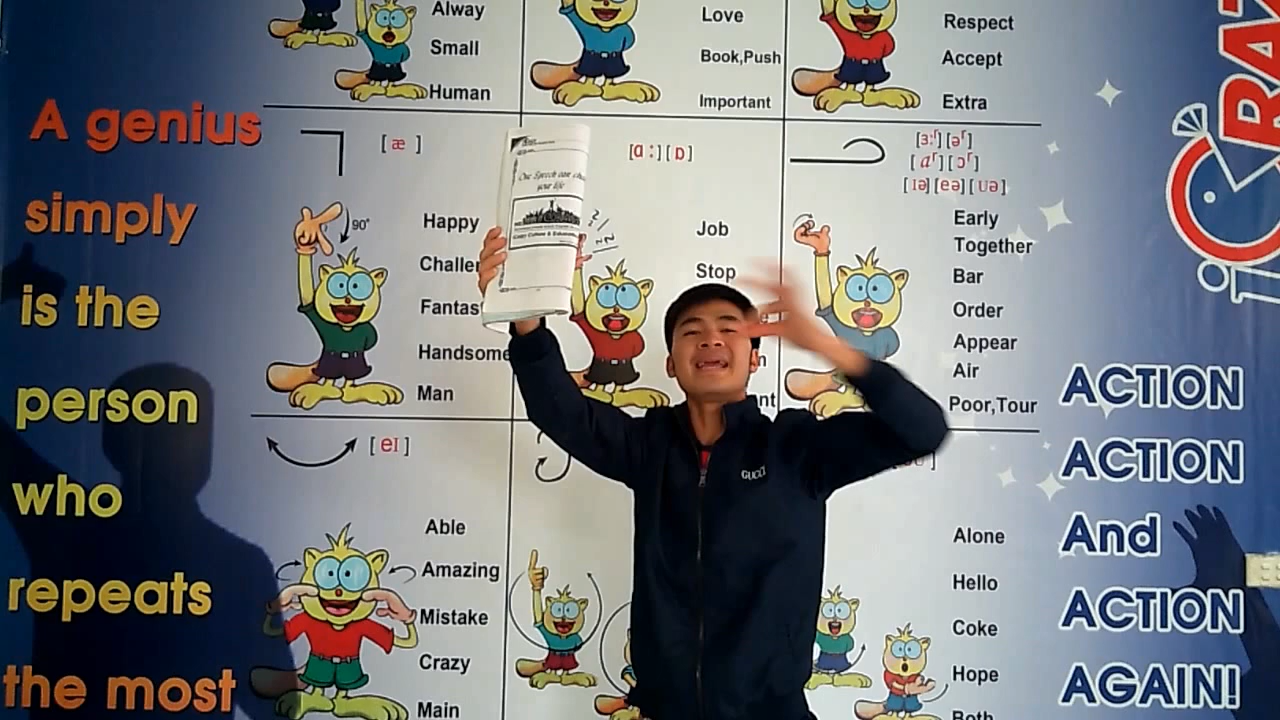 A genius
simply
is the
person
who
repeats
the most
Alway
Small
Human
Love
Book,Push
Important
Respect
Accept
Extra
[ æ ]
90°
Happy
Handsome
Man
[ɑ:] [ɒ]
Job
Stop
[ɜ:ʳ] [əʳ]
[ɑʳ] [ɔʳ]
[ɪə] [eə] [ʊə]
Early
Together
Bar
Order
Appear
Air
Poor,Tour
[ eɪ ]
Able
Amazing
Mistake
Crazy
Main
Alone
Hello
Coke
Hope
Both
One Speech can
your life
GUCCI
ACTION
ACTION
And
ACTION
AGAIN!